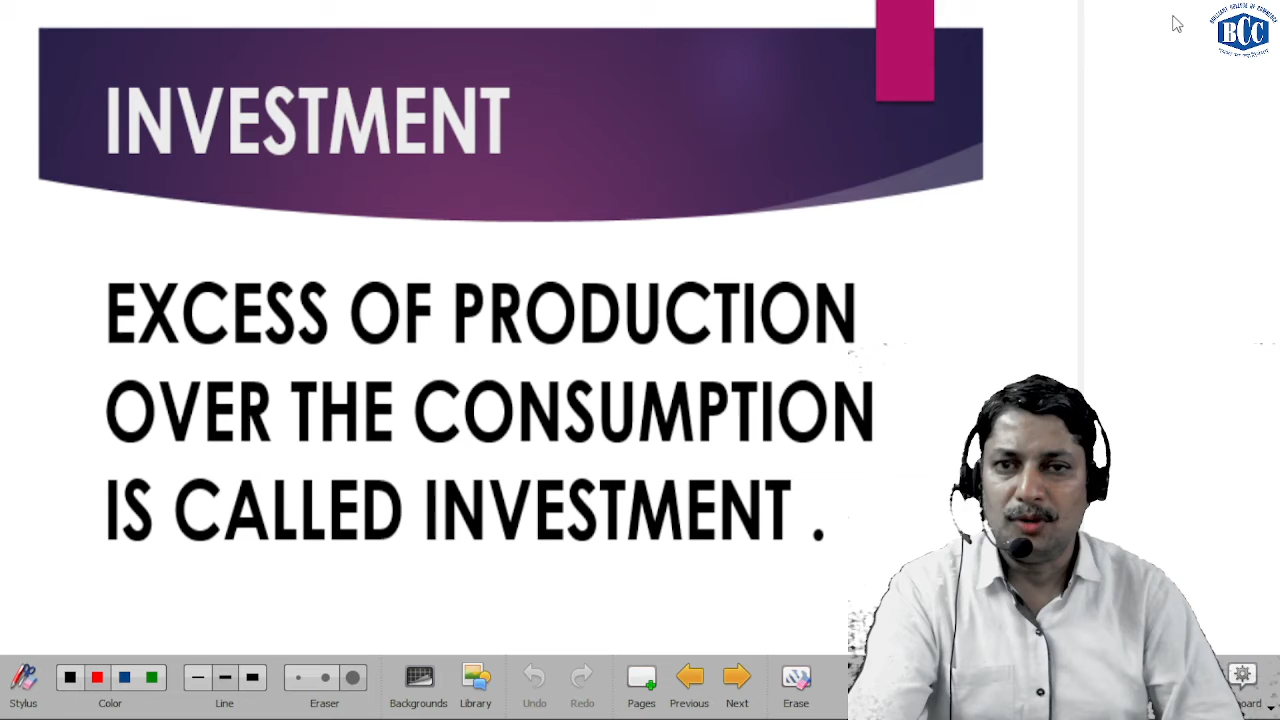 INVESTMENT
BCC
EXCESS OF PRODUCTION
OVER THE CONSUMPTION
IS CALLED INVESTMENT .
Stylus
Color
Line
Eraser
Backgrounds
Library
Undo
Redo
Pages
Previous
Next
Erase
oard